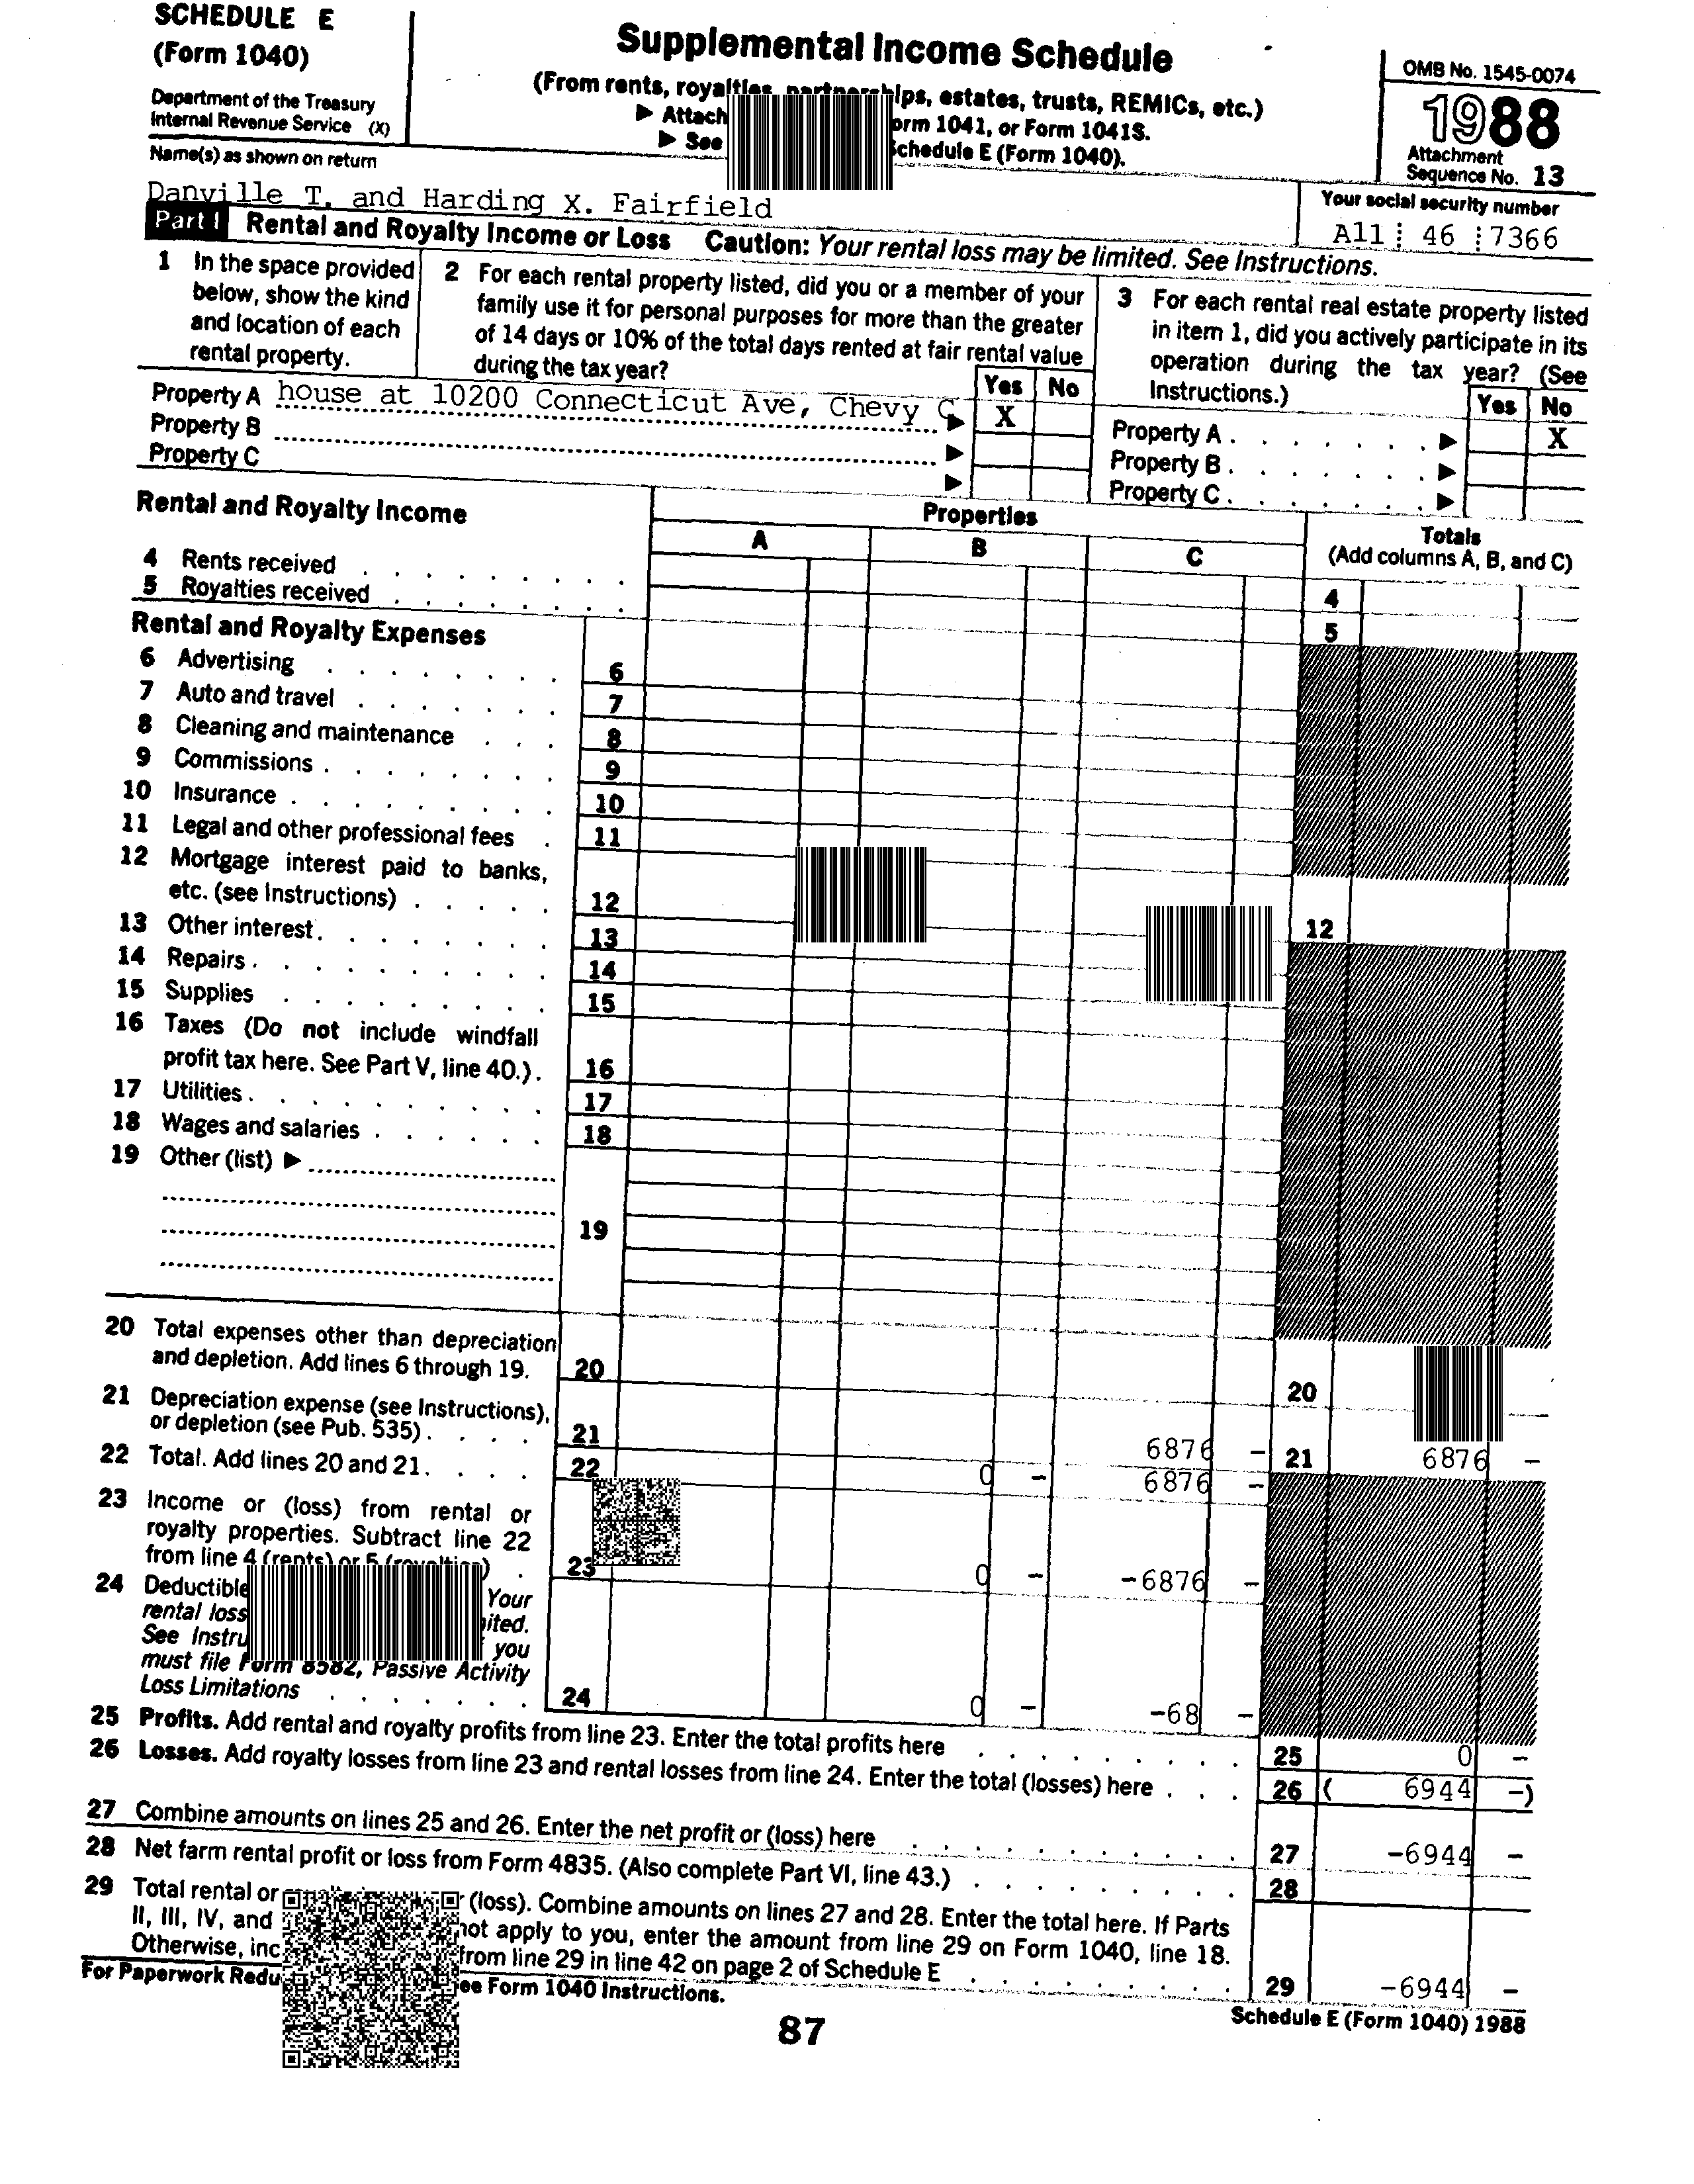 SCHEDULE E
(Form 1040)
Department of the Treasury
Internal Revenue Service (X)
Supplemental Income Schedule
(From rents, royalties, partnerships, estates, trusts, REMICs, etc.)
▶ Attach orm 1041, or Form 1041S.
▶ See Schedule E (Form 1040).
OMB No. 1545-0074
1988
Attachment
Sequence No. 13
Name(s) as shown on return
Danville T. and Harding X. Fairfield
Your social security number
All 46 7366
Part I Rental and Royalty Income or Loss Caution: Your rental loss may be limited. See Instructions.
1 In the space provided
below, show the kind
and location of each
rental property.
2 For each rental property listed, did you or a member of your
family use it for personal purposes for more than the greater
of 14 days or 10% of the total days rented at fair rental value
during the tax year?
Yes No
3 For each rental real estate property listed
in item 1, did you actively participate in its
operation during the tax year? (See
Instructions.)
Yes No
Property A house at 10200 Connecticut Ave, Chevy C ▶ X
Property B ▶
Property C ▶
Property A . . . . . . . ▶ X
Property B . . . . . . . ▶
Property C . . . . . . . ▶
Rental and Royalty Income
Properties
A B C
Totals
(Add columns A, B, and C)
4 Rents received . . . . . . . . 4
5 Royalties received . . . . . . . 5
Rental and Royalty Expenses
6 Advertising . . . . . . . . 6
7 Auto and travel . . . . . . . 7
8 Cleaning and maintenance . . . 8
9 Commissions . . . . . . . . 9
10 Insurance . . . . . . . . . 10
11 Legal and other professional fees . 11
12 Mortgage interest paid to banks,
etc. (see Instructions) . . . . . 12 12
13 Other interest . . . . . . . . 13
14 Repairs . . . . . . . . . . 14
15 Supplies . . . . . . . . . 15
16 Taxes (Do not include windfall
profit tax here. See Part V, line 40.) . 16
17 Utilities . . . . . . . . . . 17
18 Wages and salaries . . . . . . 18
19 Other (list) ▶
19
20 Total expenses other than depreciation
and depletion. Add lines 6 through 19. 20 20
21 Depreciation expense (see Instructions),
or depletion (see Pub. 535) . . . . 21 6876 - 21 6876 -
22 Total. Add lines 20 and 21 . . . . 22 0 - 6876 -
23 Income or (loss) from rental or
royalty properties. Subtract line 22
from line 4 (rents) or 5 (royalties) . 23 0 - -6876 -
24 Deductible Your
rental loss ited.
See Instru you
must file Form 8582, Passive Activity
Loss Limitations . . . . . . . 24 0 - -68 -
25 Profits. Add rental and royalty profits from line 23. Enter the total profits here . . . . . . . . . 25 0 -
26 Losses. Add royalty losses from line 23 and rental losses from line 24. Enter the total (losses) here . . . 26 ( 6944 -)
27 Combine amounts on lines 25 and 26. Enter the net profit or (loss) here . . . . . . . . . . . 27 -6944 -
28 Net farm rental profit or loss from Form 4835. (Also complete Part VI, line 43.) . . . . . . . . . 28
29 Total rental or (loss). Combine amounts on lines 27 and 28. Enter the total here. If Parts
II, III, IV, and not apply to you, enter the amount from line 29 on Form 1040, line 18.
Otherwise, inc from line 29 in line 42 on page 2 of Schedule E . . . . . . . . . 29 -6944 -
For Paperwork Redu ee Form 1040 Instructions.
87
Schedule E (Form 1040) 1988